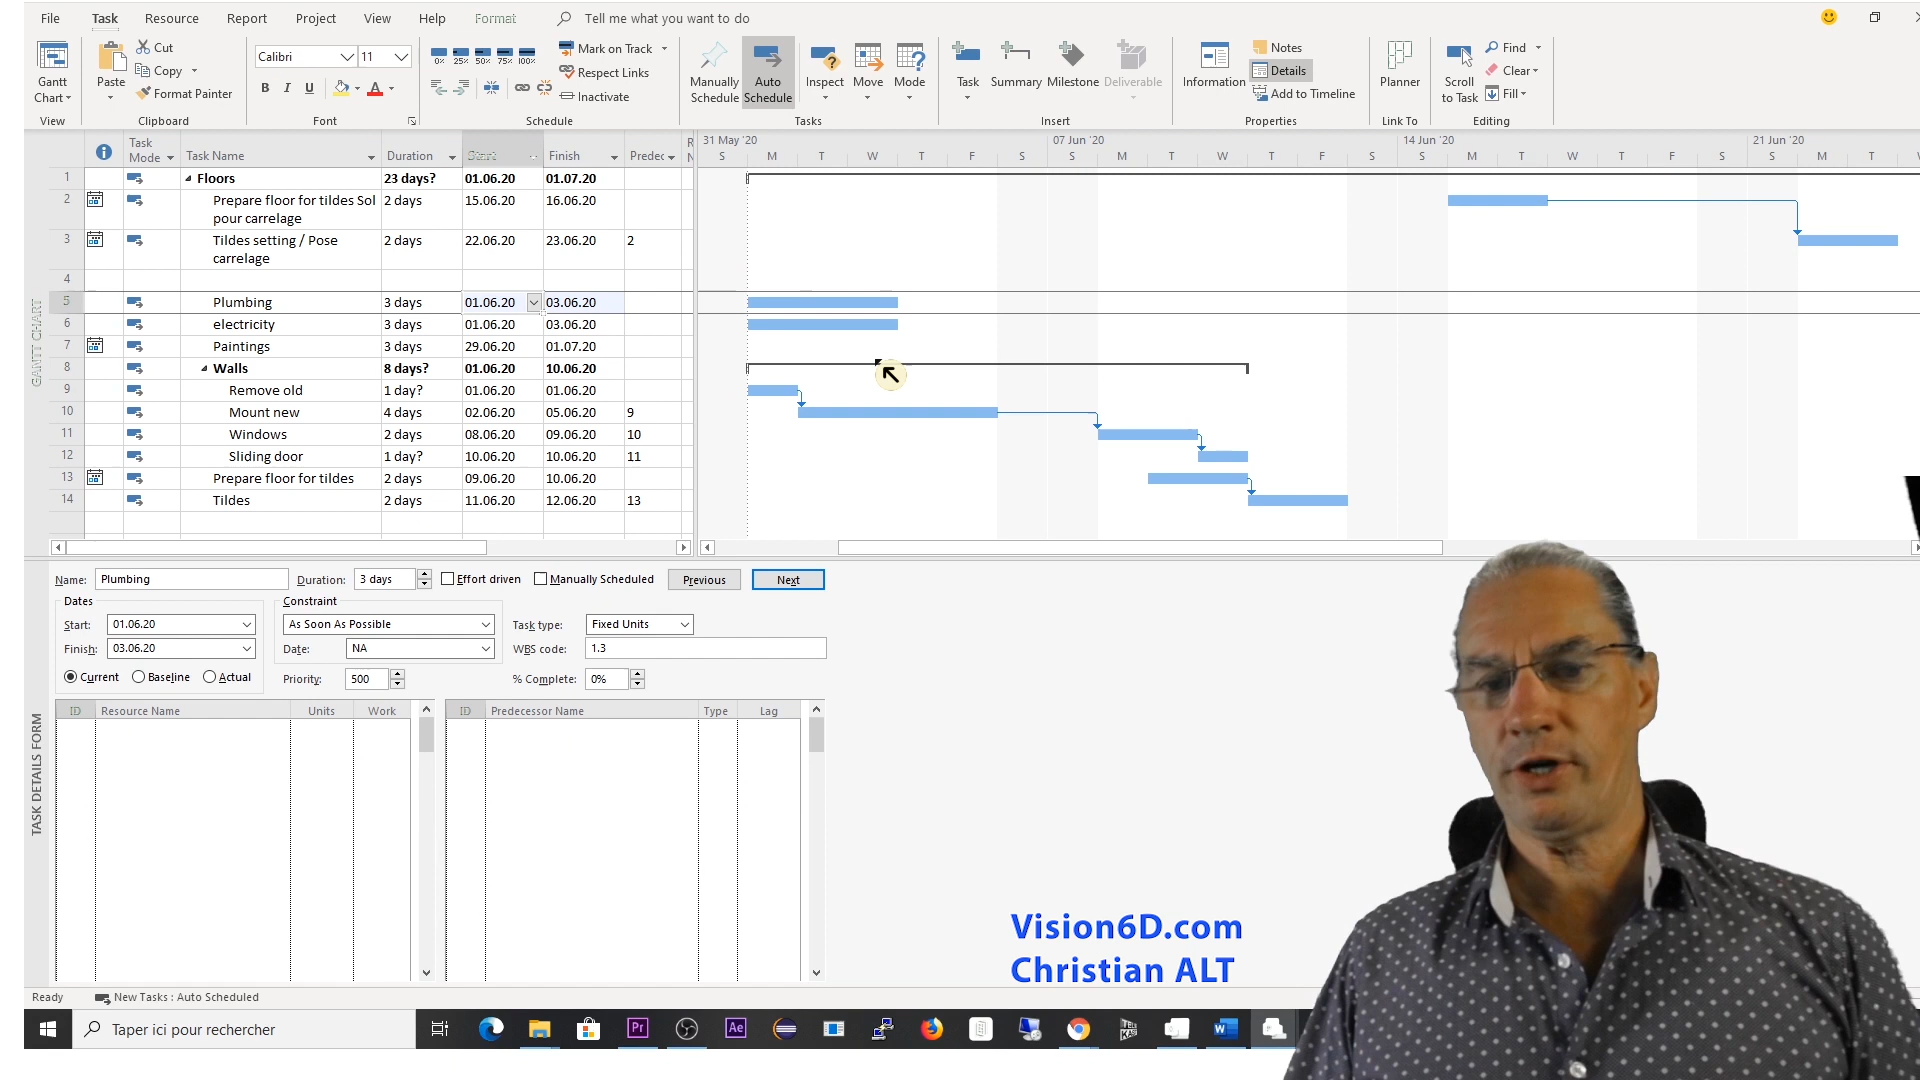 File Task Resource Report Project View Help Format Tell me what you want to do
Gantt Chart
View
Paste
Cut
Copy
Format Painter
Clipboard
Calibri 11
B I U A
Font
0% 25% 50% 75% 100%
Mark on Track
Respect Links
Inactivate
Schedule
Manually Schedule
Auto Schedule
Inspect Move Mode
Tasks
Task Summary Milestone Deliverable
Insert
Information
Notes
Details
Add to Timeline
Properties
Planner
Link To
Scroll to Task
Find
Clear
Fill
Editing
Task Mode Task Name Duration Start Finish Predec R N
31 May '20 07 Jun '20 14 Jun '20 21 Jun '20
S M T W T F S S M T W T F S S M T W T F S S M T W
1 Floors 23 days? 01.06.20 01.07.20
2 Prepare floor for tildes Sol pour carrelage 2 days 15.06.20 16.06.20
3 Tildes setting / Pose carrelage 2 days 22.06.20 23.06.20 2
4
5 Plumbing 3 days 01.06.20 03.06.20
6 electricity 3 days 01.06.20 03.06.20
7 Paintings 3 days 29.06.20 01.07.20
8 Walls 8 days? 01.06.20 10.06.20
9 Remove old 1 day? 01.06.20 01.06.20
10 Mount new 4 days 02.06.20 05.06.20 9
11 Windows 2 days 08.06.20 09.06.20 10
12 Sliding door 1 day? 10.06.20 10.06.20 11
13 Prepare floor for tildes 2 days 09.06.20 10.06.20
14 Tildes 2 days 11.06.20 12.06.20 13
GANTT CHART
Name: Plumbing Duration: 3 days Effort driven Manually Scheduled Previous Next
Dates Constraint
Start: 01.06.20 As Soon As Possible Task type: Fixed Units
Finish: 03.06.20 Date: NA WBS code: 1.3
Current Baseline Actual Priority: 500 % Complete: 0%
ID Resource Name Units Work ID Predecessor Name Type Lag
TASK DETAILS FORM
Vision6D.com
Christian ALT
Ready New Tasks : Auto Scheduled
Taper ici pour rechercher
Pr Ae W